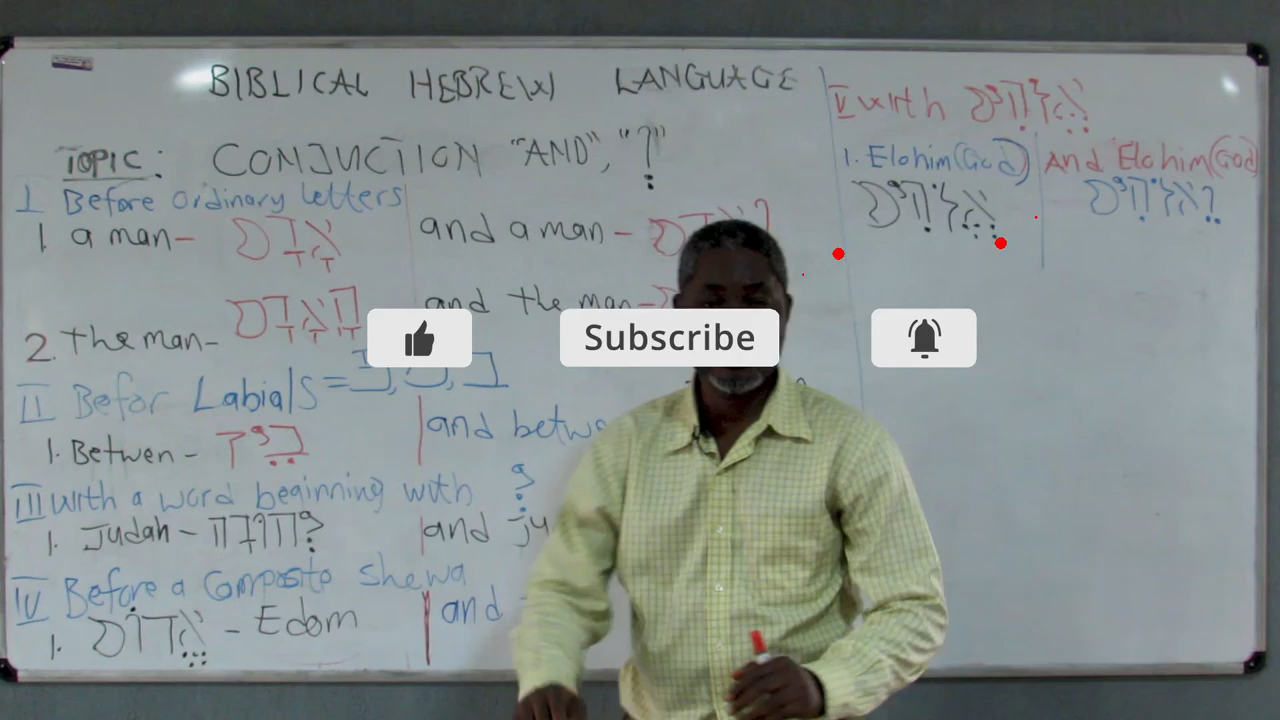 BIBLICAL HEBREW LANGUAGE
TOPIC: CONJUCTION "AND", "וְ"
I Before ordinary letters
1. a man- אָדָם
and a man -
2. the man- הָאָדָם
and the man-
II Befor Labials = פ, מ, ב
1. Betwen - בֵּין
and betwe
III with a word beginning with יְ
1. Judah - יְהוּדָה
and ju
IV Before a Composite shewa
1. אֱדוֹם - Edom
and
V with אֱלֹהִים
1. Elohim(God)
אֱלֹהִים
And Elohim(God)
וֵאלֹהִים
Subscribe